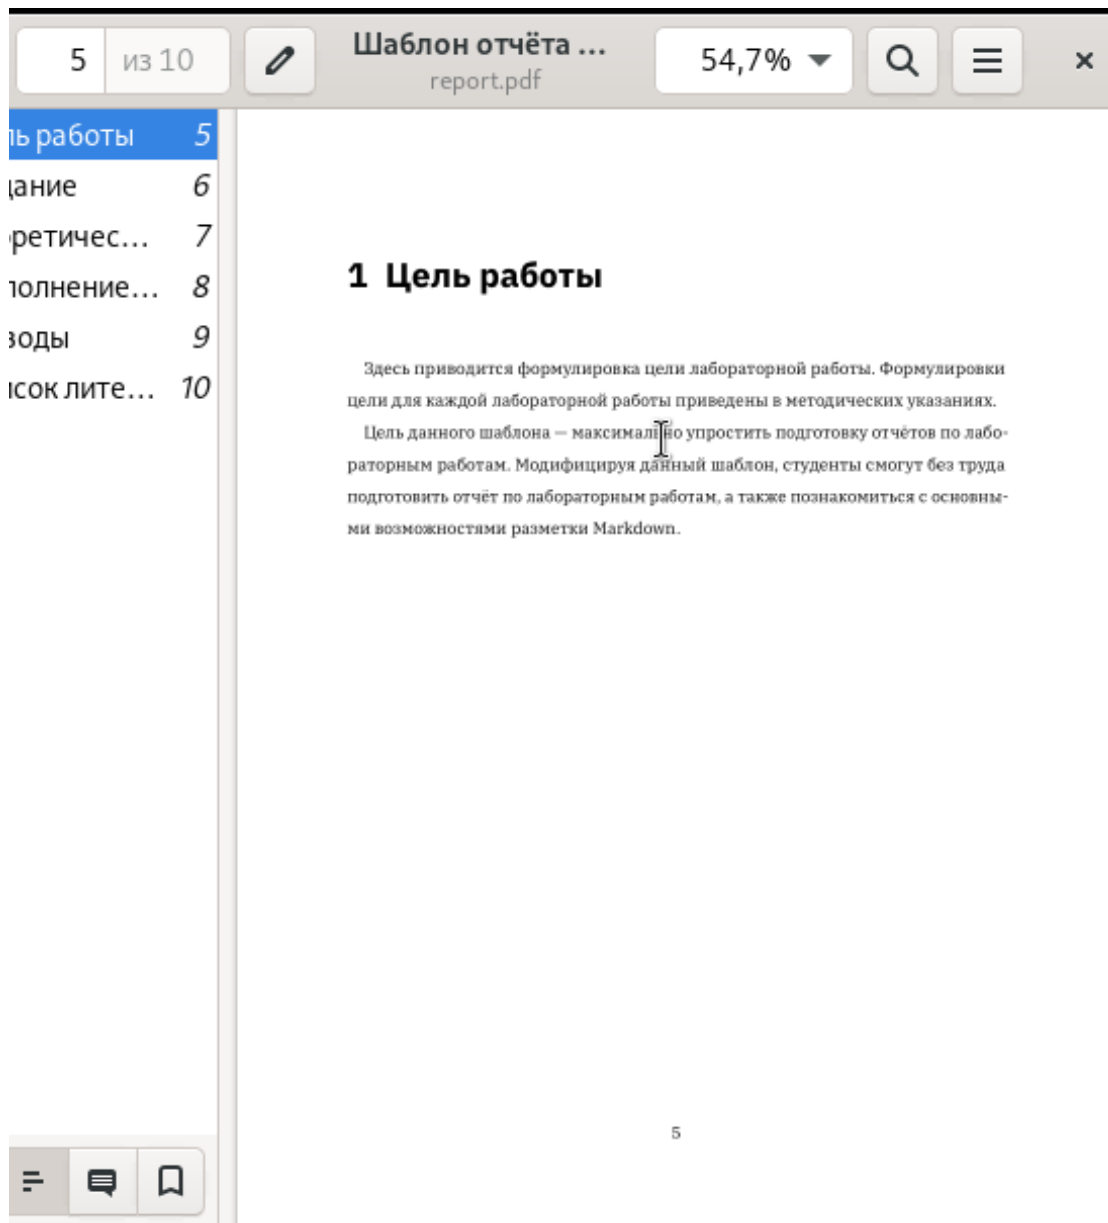 5 из 10
Шаблон отчёта ...
report.pdf
54,7%
ль работы 5
дание 6
ретичес... 7
полнение... 8
воды 9
сок лите... 10
1 Цель работы
Здесь приводится формулировка цели лабораторной работы. Формулировки
цели для каждой лабораторной работы приведены в методических указаниях.
Цель данного шаблона — максимально упростить подготовку отчётов по лабо-
раторным работам. Модифицируя данный шаблон, студенты смогут без труда
подготовить отчёт по лабораторным работам, а также познакомиться с основны-
ми возможностями разметки Markdown.
5